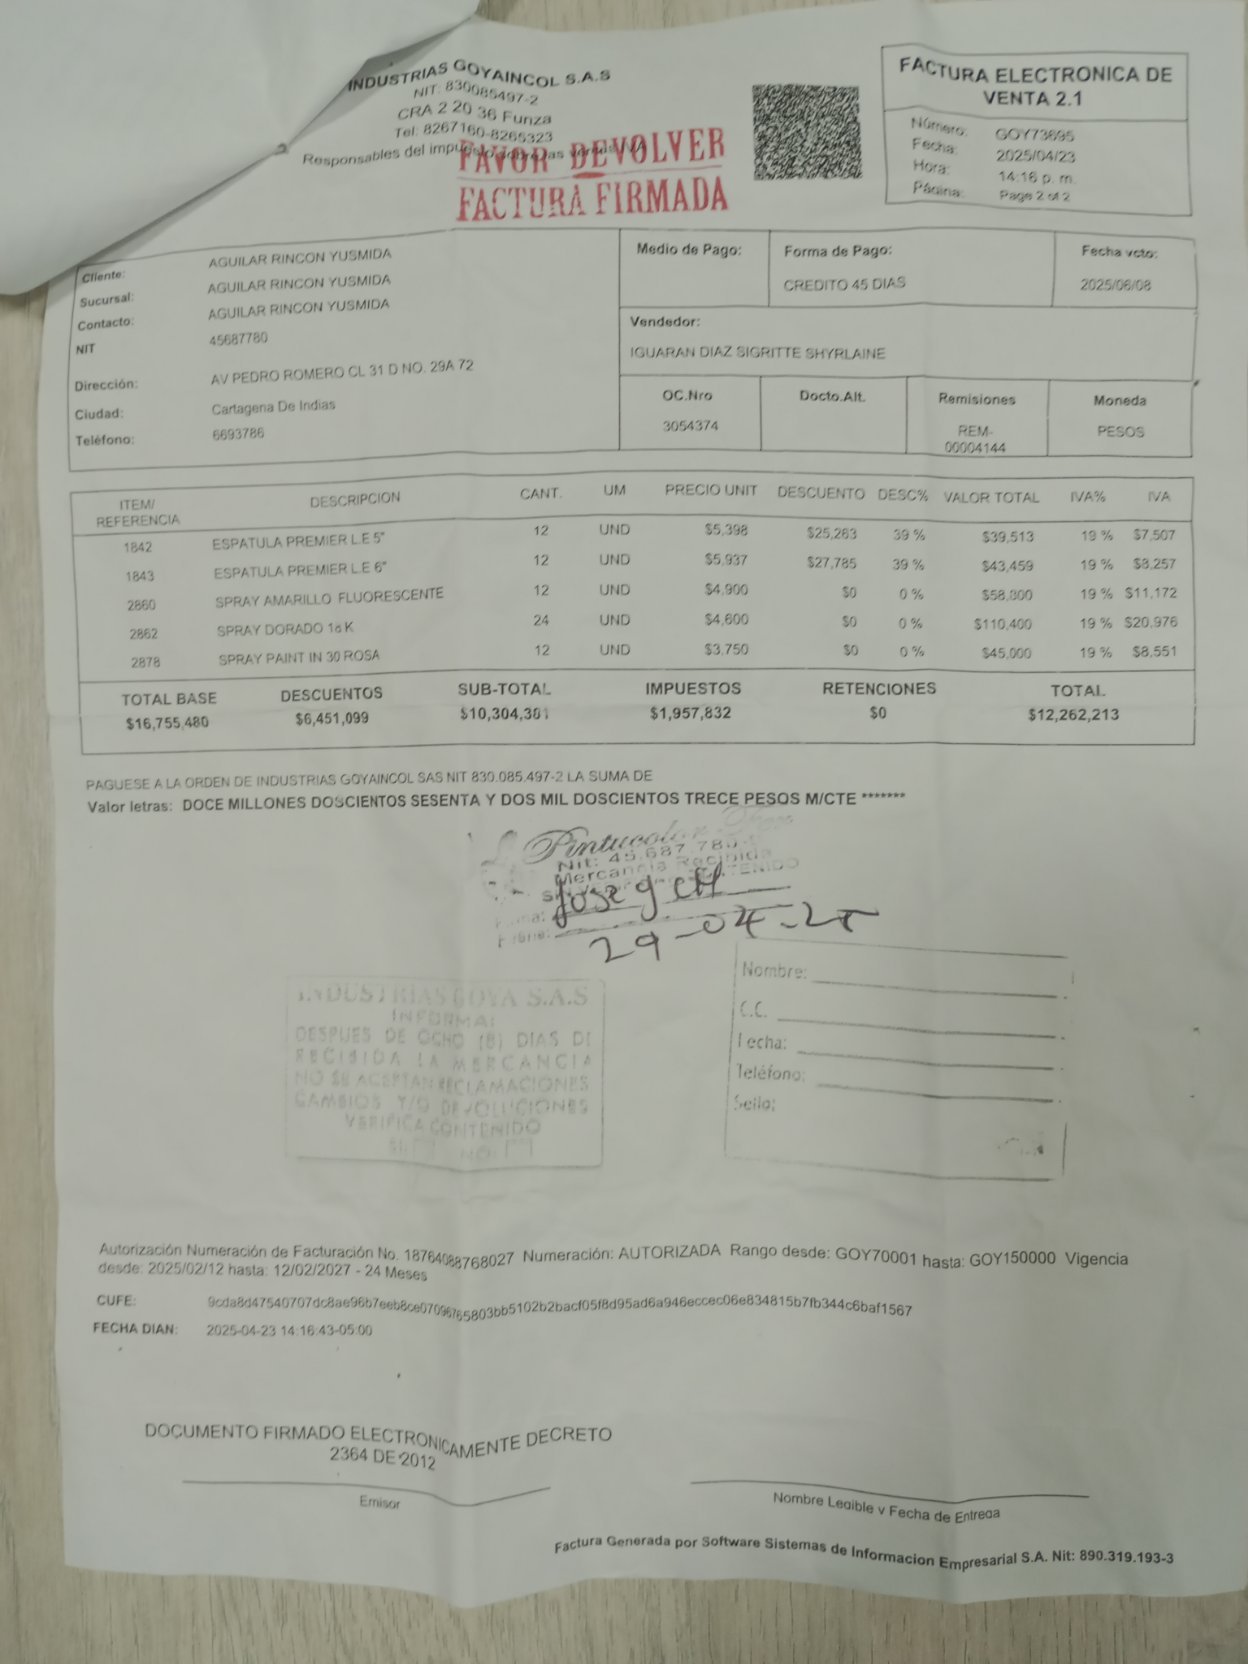 INDUSTRIAS GOYAINCOL S.A.S
NIT: 830085497-2
CRA 2 20 36 Funza
Tel: 8267160-8265323
Responsables del impuesto sobre las ventas IVA
FAVOR DEVOLVER
FACTURA FIRMADA
FACTURA ELECTRONICA DE
VENTA 2.1
Número: GOY73695
Fecha: 2025/04/23
Hora: 14:16 p. m.
Página: Page 2 of 2
Cliente: AGUILAR RINCON YUSMIDA
Sucursal: AGUILAR RINCON YUSMIDA
Contacto: AGUILAR RINCON YUSMIDA
NIT 45687780
Dirección: AV PEDRO ROMERO CL 31 D NO. 29A 72
Ciudad: Cartagena De Indias
Teléfono: 6693786
Medio de Pago: Forma de Pago: Fecha vcto:
CREDITO 45 DIAS 2025/06/08
Vendedor:
IGUARAN DIAZ SIGRITTE SHYRLAINE
OC.Nro Docto.Alt. Remisiones Moneda
3054374 REM-00004144 PESOS
ITEM/REFERENCIA DESCRIPCION CANT. UM PRECIO UNIT DESCUENTO DESC% VALOR TOTAL IVA% IVA
1842 ESPATULA PREMIER L.E 5" 12 UND $5,398 $25,263 39 % $39,513 19 % $7,507
1843 ESPATULA PREMIER L.E 6" 12 UND $5,937 $27,785 39 % $43,459 19 % $8,257
2860 SPRAY AMARILLO FLUORESCENTE 12 UND $4,900 $0 0 % $58,800 19 % $11,172
2862 SPRAY DORADO 18 K 24 UND $4,600 $0 0 % $110,400 19 % $20,976
2878 SPRAY PAINT IN 30 ROSA 12 UND $3,750 $0 0 % $45,000 19 % $8,551
TOTAL BASE DESCUENTOS SUB-TOTAL IMPUESTOS RETENCIONES TOTAL
$16,755,480 $6,451,099 $10,304,381 $1,957,832 $0 $12,262,213
PAGUESE A LA ORDEN DE INDUSTRIAS GOYAINCOL SAS NIT 830.085.497-2 LA SUMA DE
Valor letras: DOCE MILLONES DOSCIENTOS SESENTA Y DOS MIL DOSCIENTOS TRECE PESOS M/CTE *******
Pintucolor
Nit: 45.687.780
Mercancia Recibida
Jose g
29-04-25
INDUSTRIAS GOYA S.A.S
INFORMA:
DESPUES DE OCHO (8) DIAS DE
RECIBIDA LA MERCANCIA
NO SE ACEPTAN RECLAMACIONES
CAMBIOS Y/O DEVOLUCIONES
VERIFICA CONTENIDO
SI NO
Nombre:
C.C.
Fecha:
Teléfono:
Sello:
Autorización Numeración de Facturación No. 18764088768027 Numeración: AUTORIZADA Rango desde: GOY70001 hasta: GOY150000 Vigencia
desde: 2025/02/12 hasta: 12/02/2027 - 24 Meses
CUFE: 9cda8d47540707dc8ae96b7eeb8ce07096765803bb5102b2bacf05f8d95ad6a946eccec06e834815b7fb344c6baf1567
FECHA DIAN: 2025-04-23 14:16:43-05:00
DOCUMENTO FIRMADO ELECTRONICAMENTE DECRETO
2364 DE 2012
Emisor
Nombre Legible y Fecha de Entrega
Factura Generada por Software Sistemas de Informacion Empresarial S.A. Nit: 890.319.193-3